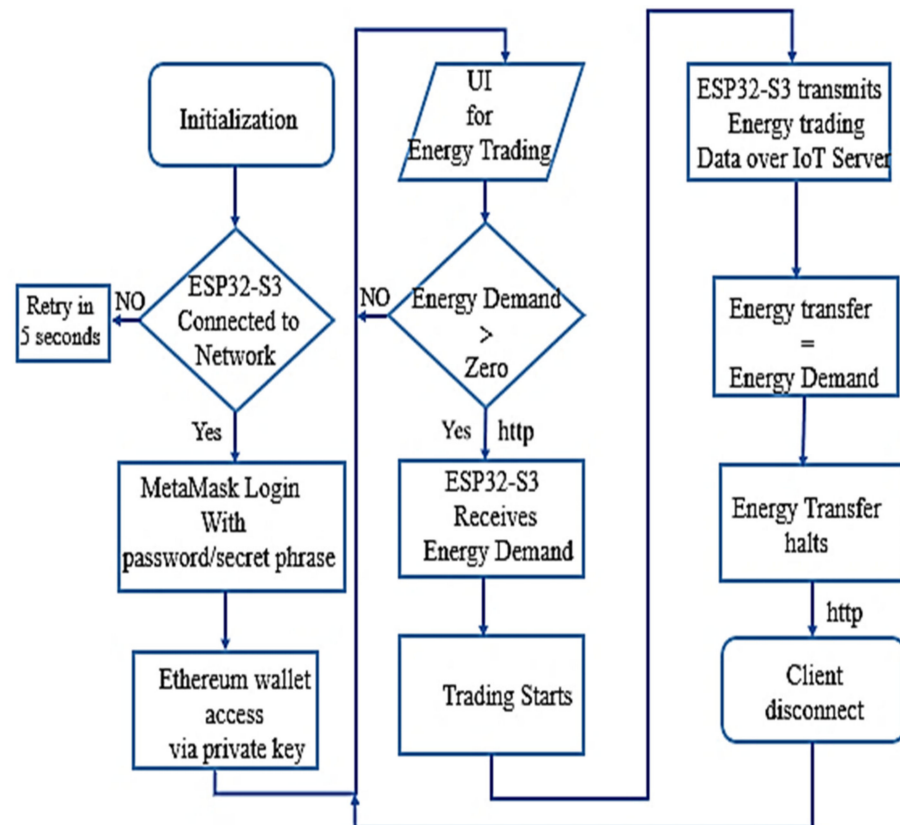 Initialization
ESP32-S3
Connected to
Network
NO
Retry in
5 seconds
Yes
MetaMask Login
With
password/secret phrase
Ethereum wallet
access
via private key
UI
for
Energy Trading
Energy Demand
>
Zero
NO
Yes
http
ESP32-S3
Receives
Energy Demand
Trading Starts
ESP32-S3 transmits
Energy trading
Data over IoT Server
Energy transfer
=
Energy Demand
Energy Transfer
halts
http
Client
disconnect